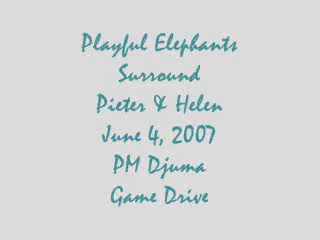 Playful Elephants
Surround
Pieter & Helen
June 4, 2007
PM Djuma
Game Drive